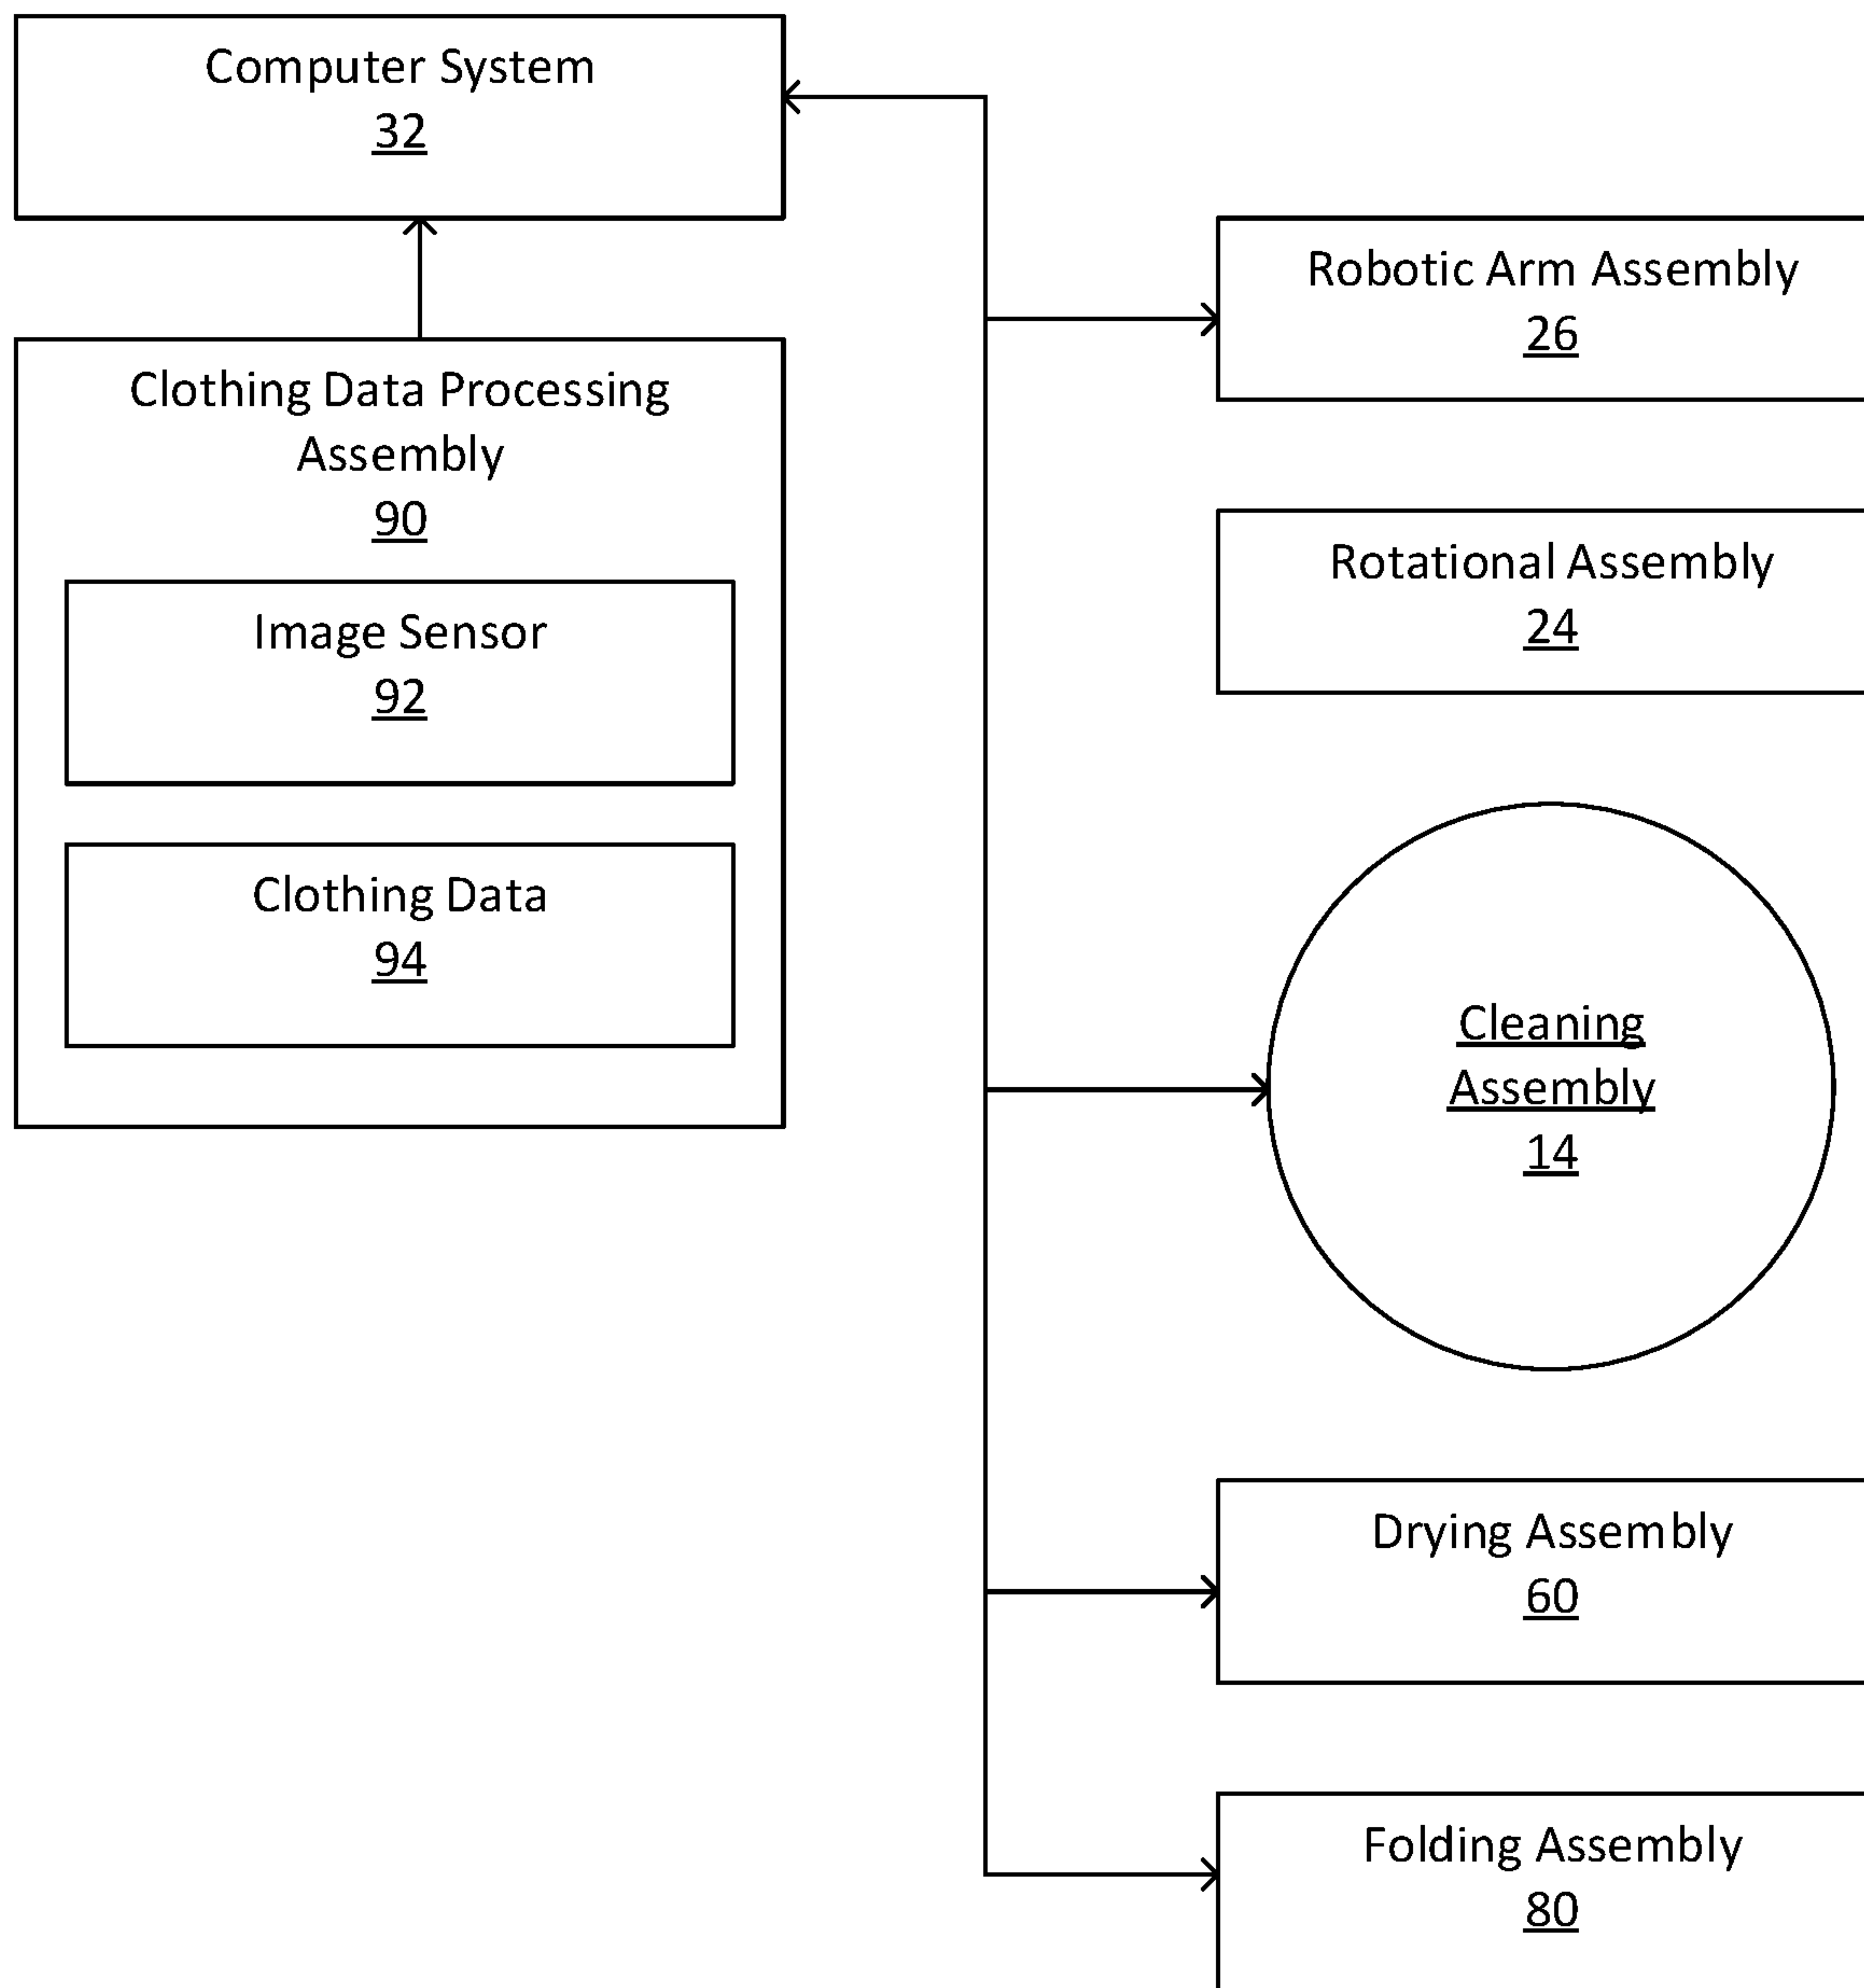 Computer System
32
Clothing Data Processing
Assembly
90
Image Sensor
92
Clothing Data
94
Robotic Arm Assembly
26
Rotational Assembly
24
Cleaning
Assembly
14
Drying Assembly
60
Folding Assembly
80